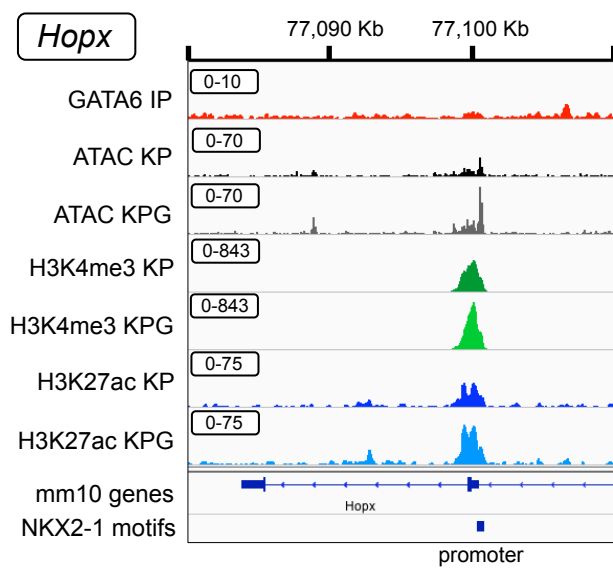 Hopx
77,090 Kb 77,100 Kb
GATA6 IP 0-10
ATAC KP 0-70
ATAC KPG 0-70
H3K4me3 KP 0-843
H3K4me3 KPG 0-843
H3K27ac KP 0-75
H3K27ac KPG 0-75
mm10 genes
Hopx
NKX2-1 motifs
promoter